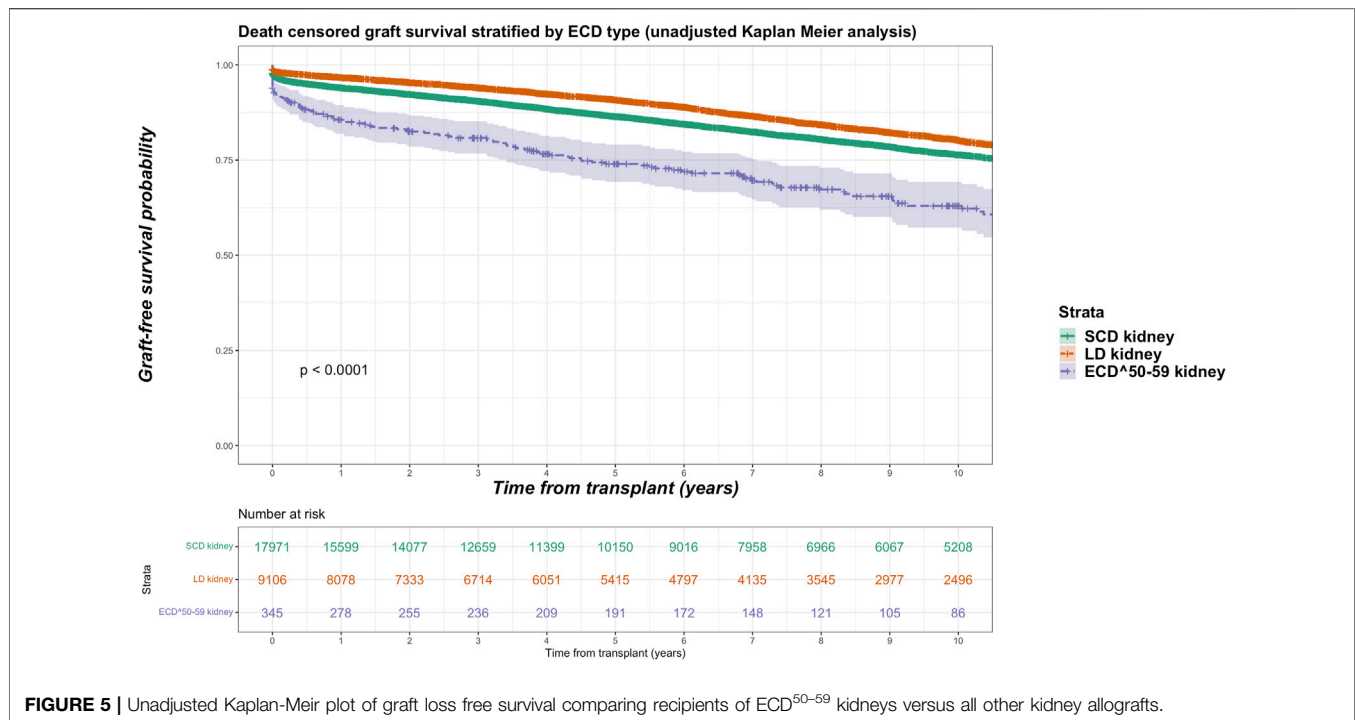 Death censored graft survival stratified by ECD type (unadjusted Kaplan Meier analysis)
Graft-free survival probability
1.00
0.75
0.50
0.25
0.00
p < 0.0001
0 1 2 3 4 5 6 7 8 9 10
Time from transplant (years)
Strata
SCD kidney
LD kidney
ECD^50-59 kidney
Number at risk
Strata
SCD kidney 17971 15599 14077 12659 11399 10150 9016 7958 6966 6067 5208
LD kidney 9106 8078 7333 6714 6051 5415 4797 4135 3545 2977 2496
ECD^50-59 kidney 345 278 255 236 209 191 172 148 121 105 86
0 1 2 3 4 5 6 7 8 9 10
Time from transplant (years)
FIGURE 5 | Unadjusted Kaplan-Meir plot of graft loss free survival comparing recipients of ECD⁵⁰⁻⁵⁹ kidneys versus all other kidney allografts.